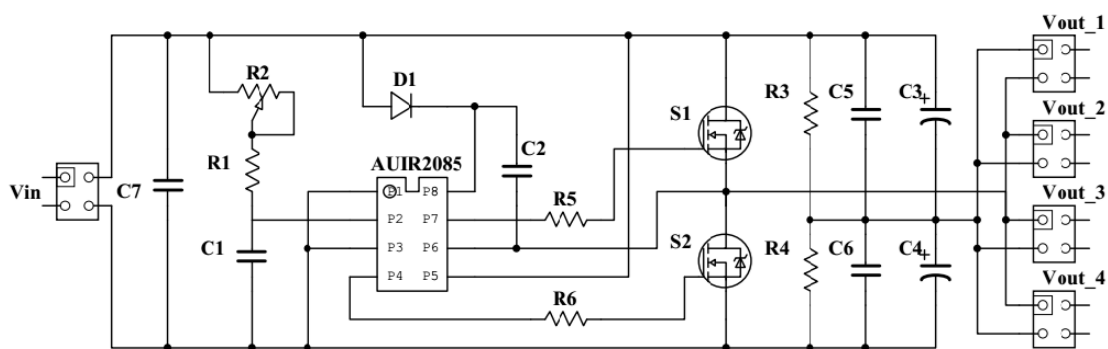 Vout_1
R2
D1
R3
C5
C3
+
S1
Vout_2
C2
R1
AUIR2085
Vin
C7
P1
P8
R5
Vout_3
P2
P7
C1
P3
P6
S2
R4
C6
C4
+
P4
P5
R6
Vout_4